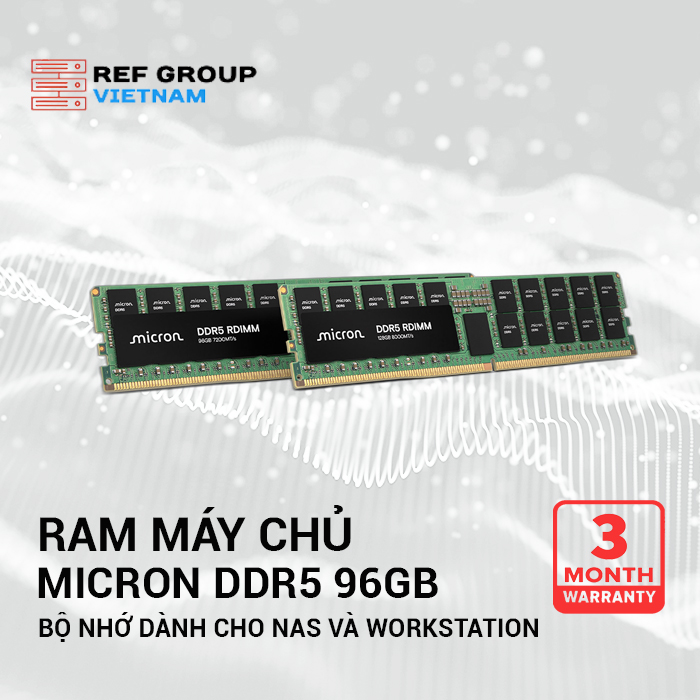 REF GROUP
VIETNAM
micron
DDR5 RDIMM
96GB 7200MT/s
micron
DDR5 RDIMM
128GB 6000MT/s
RAM MÁY CHỦ
MICRON DDR5 96GB
BỘ NHỚ DÀNH CHO NAS VÀ WORKSTATION
3
MONTH
WARRANTY